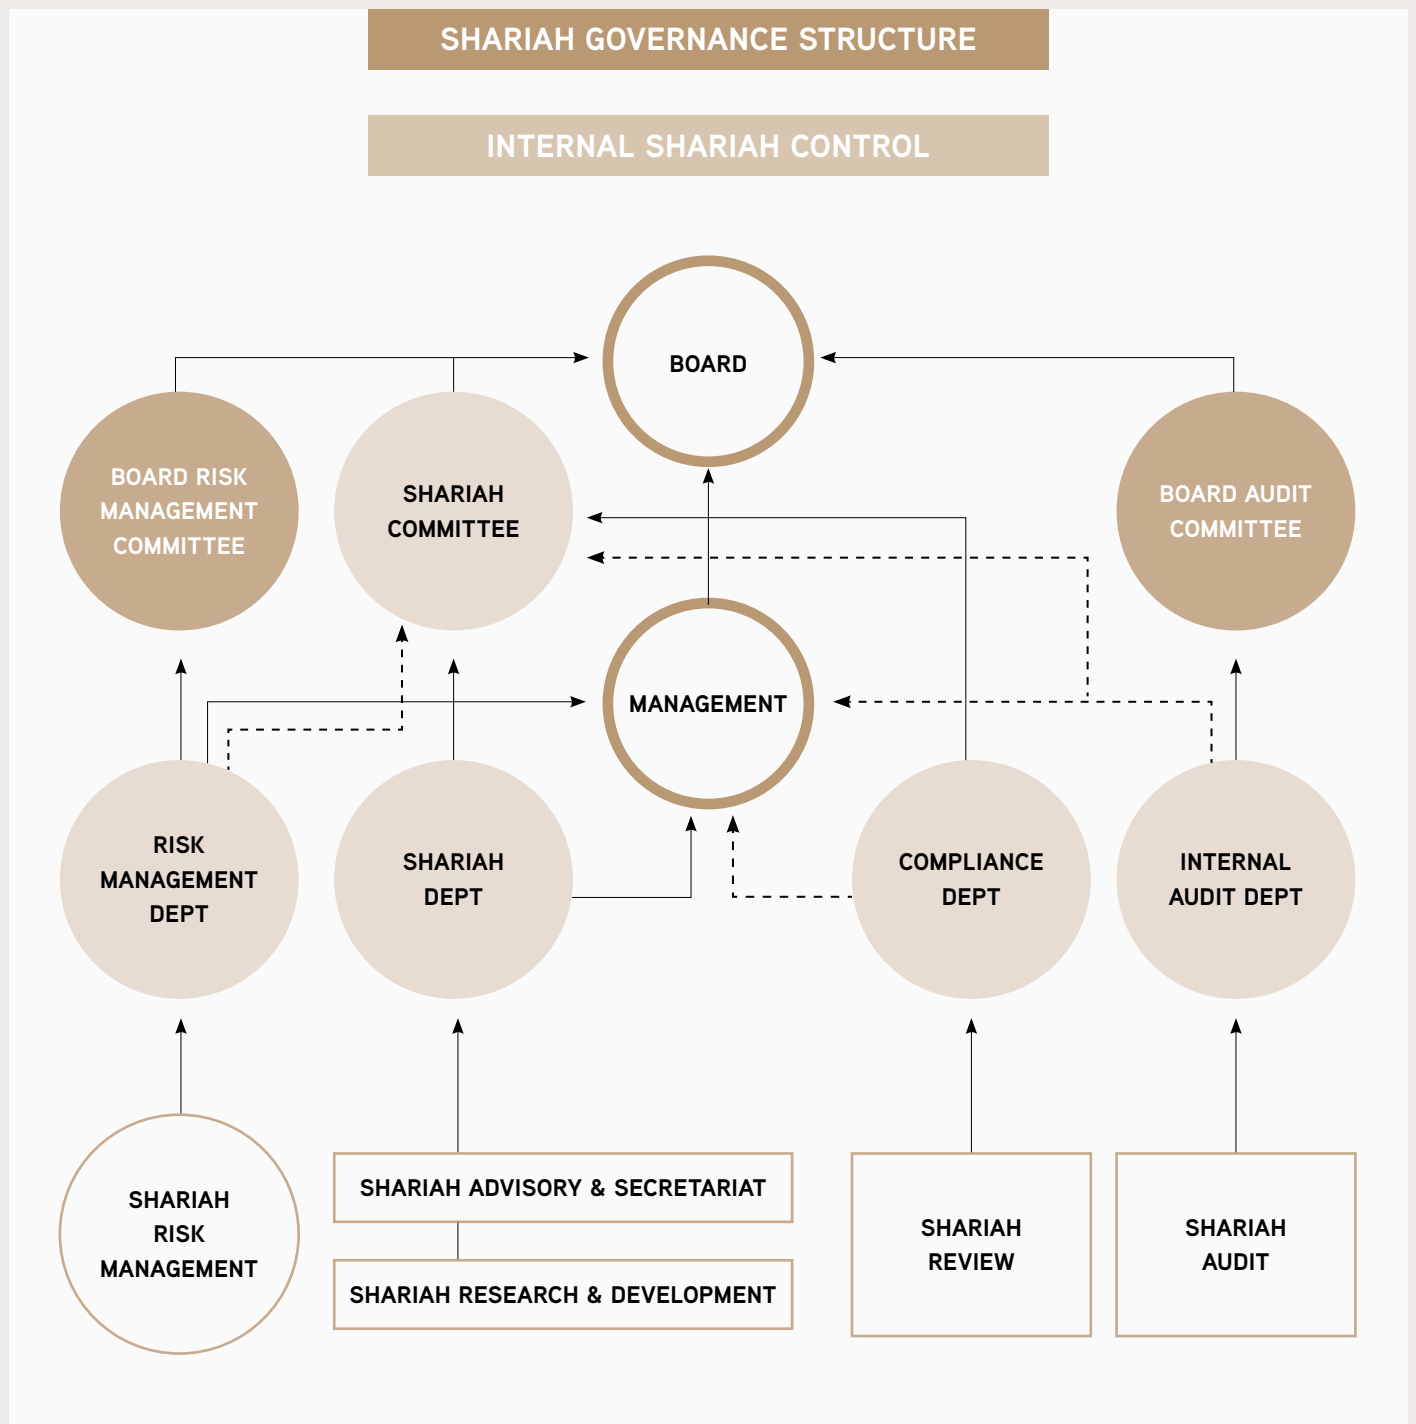 SHARIAH GOVERNANCE STRUCTURE
INTERNAL SHARIAH CONTROL
BOARD
BOARD RISK
MANAGEMENT
COMMITTEE
SHARIAH
COMMITTEE
BOARD AUDIT
COMMITTEE
MANAGEMENT
RISK
MANAGEMENT
DEPT
SHARIAH
DEPT
COMPLIANCE
DEPT
INTERNAL
AUDIT DEPT
SHARIAH
RISK
MANAGEMENT
SHARIAH ADVISORY & SECRETARIAT
SHARIAH RESEARCH & DEVELOPMENT
SHARIAH
REVIEW
SHARIAH
AUDIT